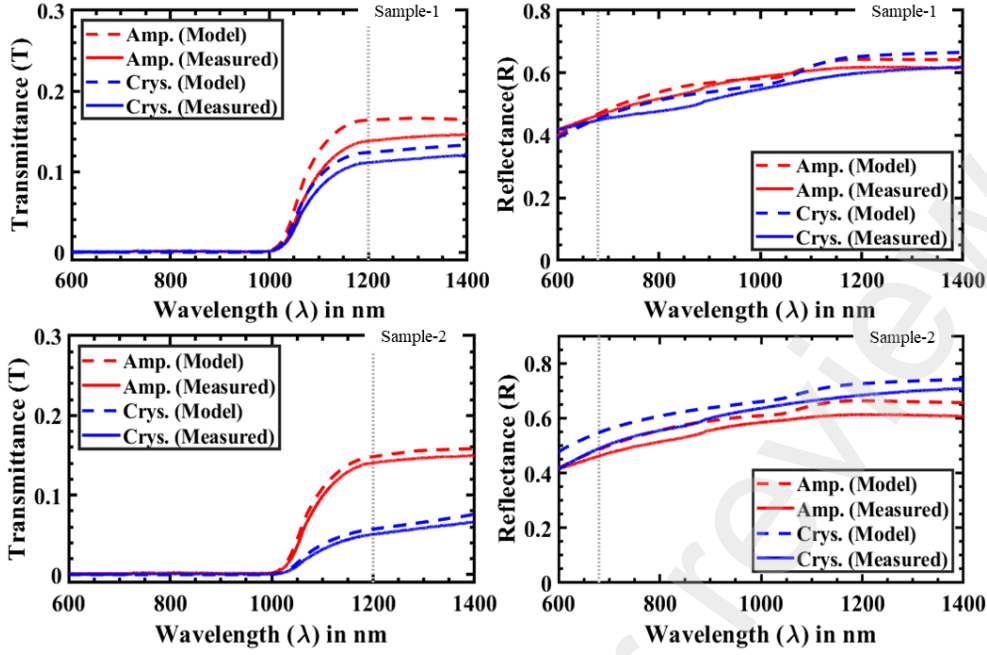 Sample-1
Transmittance (T)
0.3
0.2
0.1
0
Amp. (Model)
Amp. (Measured)
Crys. (Model)
Crys. (Measured)
600 800 1000 1200 1400
Wavelength (λ) in nm
Sample-1
Reflectance(R)
0.8
0.6
0.4
0.2
0
Amp. (Model)
Amp. (Measured)
Crys. (Model)
Crys. (Measured)
600 800 1000 1200 1400
Wavelength (λ) in nm
Sample-2
Transmittance (T)
0.3
0.2
0.1
0
Amp. (Model)
Amp. (Measured)
Crys. (Model)
Crys. (Measured)
600 800 1000 1200 1400
Wavelength (λ) in nm
Sample-2
Reflectance (R)
0.8
0.6
0.4
0.2
0
Amp. (Model)
Amp. (Measured)
Crys. (Model)
Crys. (Measured)
600 800 1000 1200 1400
Wavelength (λ) in nm
review